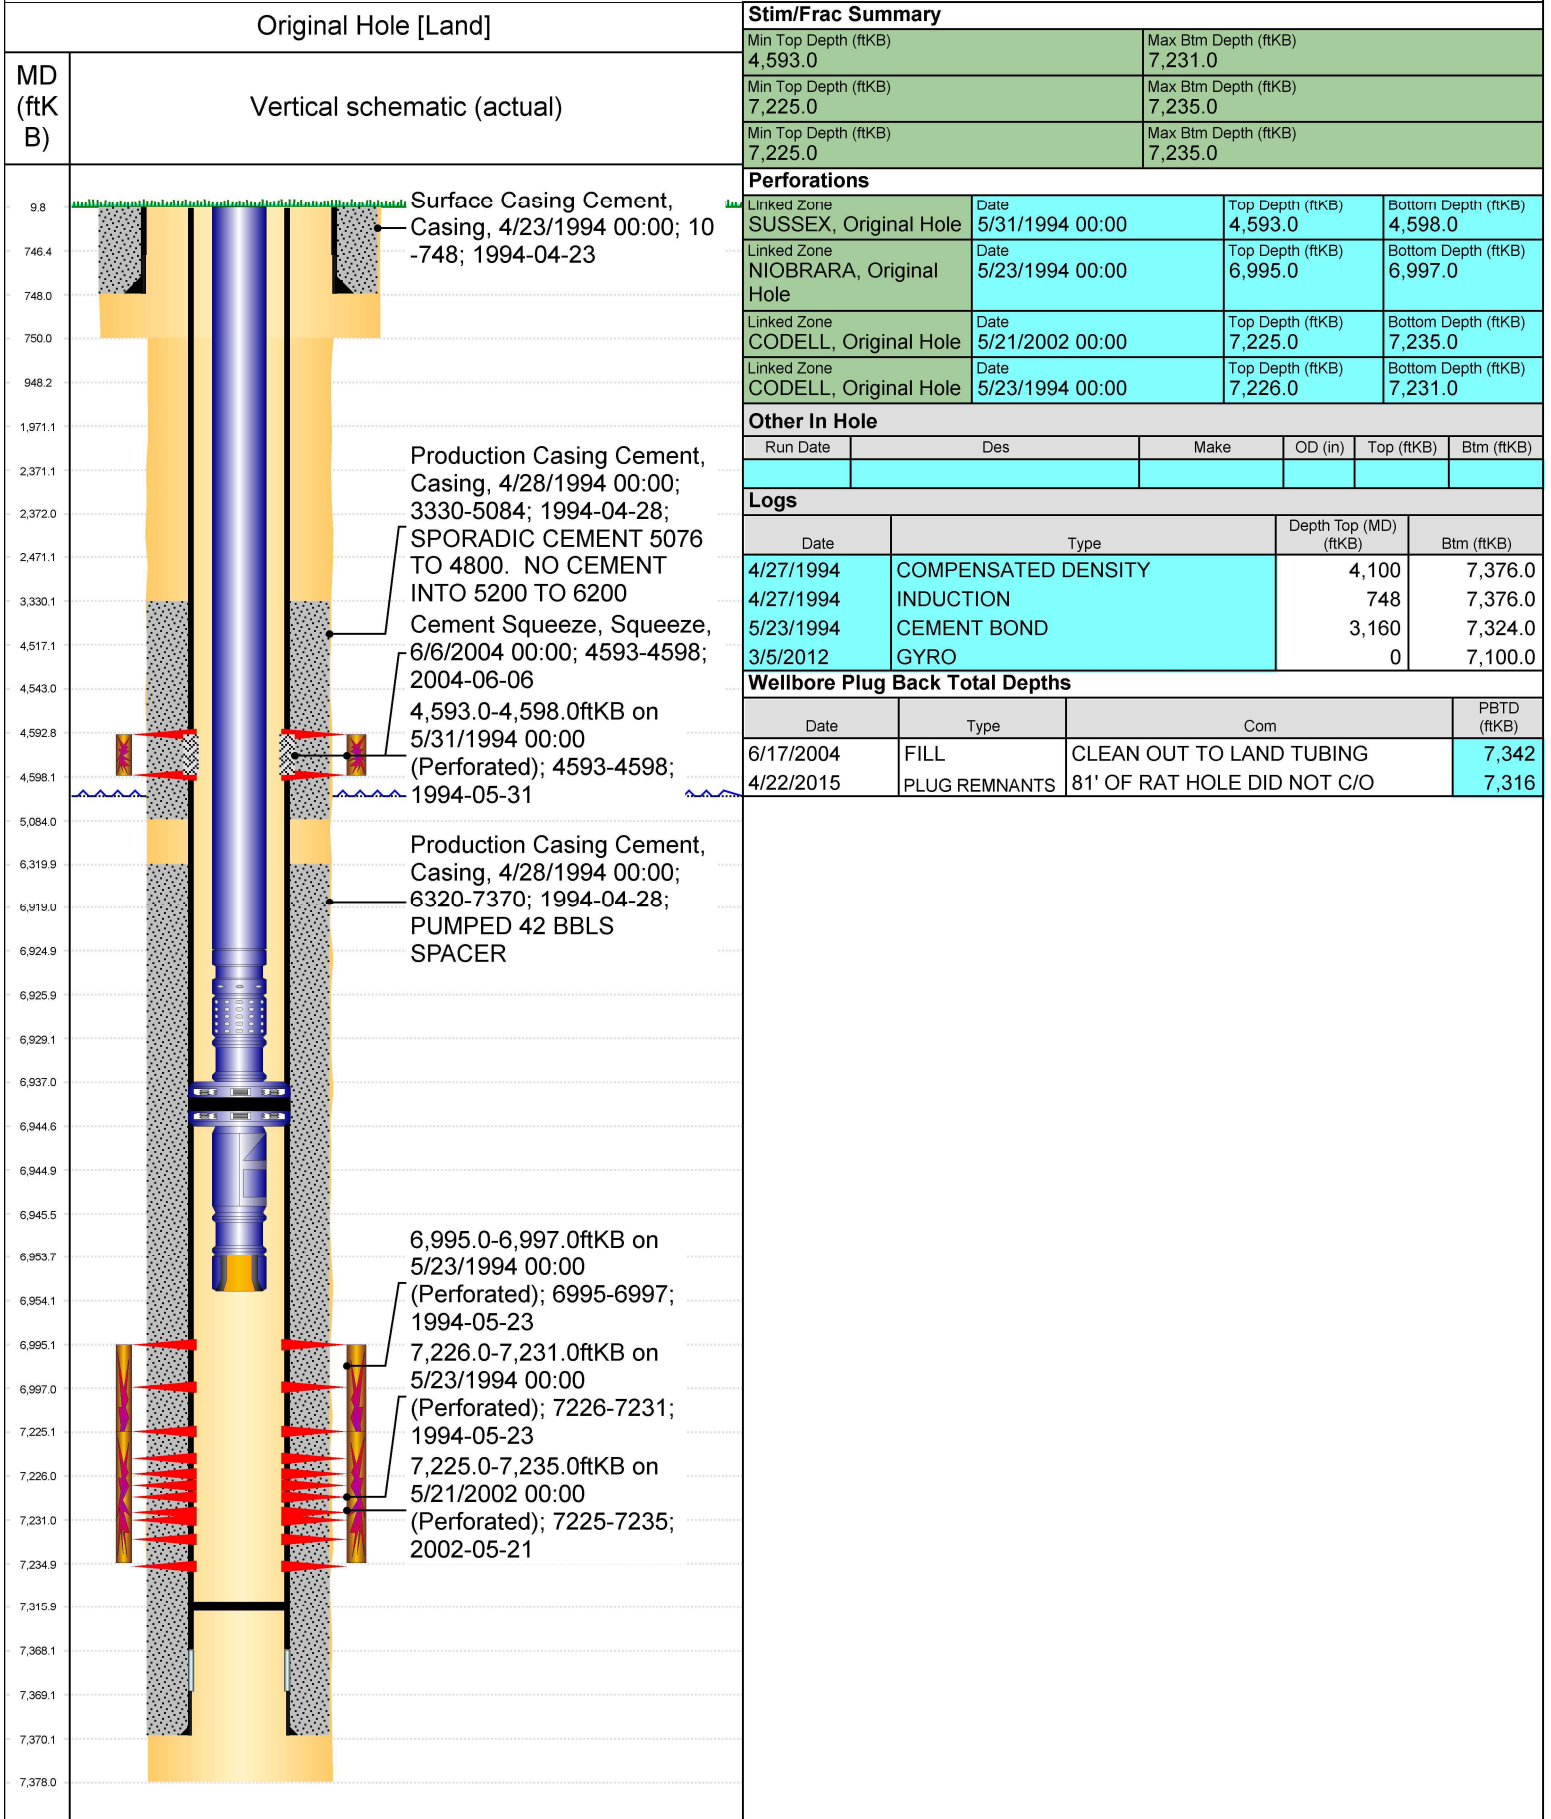 Original Hole [Land]
MD
(ftK
B)
Vertical schematic (actual)
9.8
746.4
748.0
750.0
948.2
1,971.1
2,371.1
2,372.0
2,471.1
3,330.1
4,517.1
4,543.0
4,592.8
4,598.1
5,084.0
6,319.9
6,919.0
6,924.9
6,925.9
6,929.1
6,937.0
6,944.6
6,944.9
6,945.5
6,953.7
6,954.1
6,995.1
6,997.0
7,225.1
7,226.0
7,231.0
7,234.9
7,315.9
7,368.1
7,369.1
7,370.1
7,378.0
Surface Casing Cement,
Casing, 4/23/1994 00:00; 10
-748; 1994-04-23
Production Casing Cement,
Casing, 4/28/1994 00:00;
3330-5084; 1994-04-28;
SPORADIC CEMENT 5076
TO 4800. NO CEMENT
INTO 5200 TO 6200
Cement Squeeze, Squeeze,
6/6/2004 00:00; 4593-4598;
2004-06-06
4,593.0-4,598.0ftKB on
5/31/1994 00:00
(Perforated); 4593-4598;
1994-05-31
Production Casing Cement,
Casing, 4/28/1994 00:00;
6320-7370; 1994-04-28;
PUMPED 42 BBLS
SPACER
6,995.0-6,997.0ftKB on
5/23/1994 00:00
(Perforated); 6995-6997;
1994-05-23
7,226.0-7,231.0ftKB on
5/23/1994 00:00
(Perforated); 7226-7231;
1994-05-23
7,225.0-7,235.0ftKB on
5/21/2002 00:00
(Perforated); 7225-7235;
2002-05-21
Stim/Frac Summary
Min Top Depth (ftKB) Max Btm Depth (ftKB)
4,593.0 7,231.0
Min Top Depth (ftKB) Max Btm Depth (ftKB)
7,225.0 7,235.0
Min Top Depth (ftKB) Max Btm Depth (ftKB)
7,225.0 7,235.0
Perforations
Linked Zone Date Top Depth (ftKB) Bottom Depth (ftKB)
SUSSEX, Original Hole 5/31/1994 00:00 4,593.0 4,598.0
Linked Zone Date Top Depth (ftKB) Bottom Depth (ftKB)
NIOBRARA, Original 5/23/1994 00:00 6,995.0 6,997.0
Hole
Linked Zone Date Top Depth (ftKB) Bottom Depth (ftKB)
CODELL, Original Hole 5/21/2002 00:00 7,225.0 7,235.0
Linked Zone Date Top Depth (ftKB) Bottom Depth (ftKB)
CODELL, Original Hole 5/23/1994 00:00 7,226.0 7,231.0
Other In Hole
Run Date Des Make OD (in) Top (ftKB) Btm (ftKB)
Logs
Date Type Depth Top (MD) (ftKB) Btm (ftKB)
4/27/1994 COMPENSATED DENSITY 4,100 7,376.0
4/27/1994 INDUCTION 748 7,376.0
5/23/1994 CEMENT BOND 3,160 7,324.0
3/5/2012 GYRO 0 7,100.0
Wellbore Plug Back Total Depths
Date Type Com PBTD (ftKB)
6/17/2004 FILL CLEAN OUT TO LAND TUBING 7,342
4/22/2015 PLUG REMNANTS 81' OF RAT HOLE DID NOT C/O 7,316